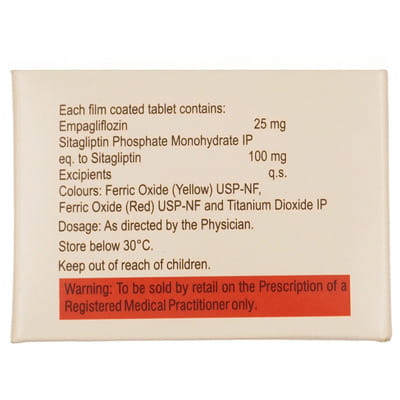 Each film coated tablet contains:
Empagliflozin 25 mg
Sitagliptin Phosphate Monohydrate IP
eq. to Sitagliptin 100 mg
Excipients q.s.
Colours: Ferric Oxide (Yellow) USP-NF,
Ferric Oxide (Red) USP-NF and Titanium Dioxide IP
Dosage: As directed by the Physician.
Store below 30°C.
Keep out of reach of children.
Warning: To be sold by retail on the Prescription of a
Registered Medical Practitioner only.